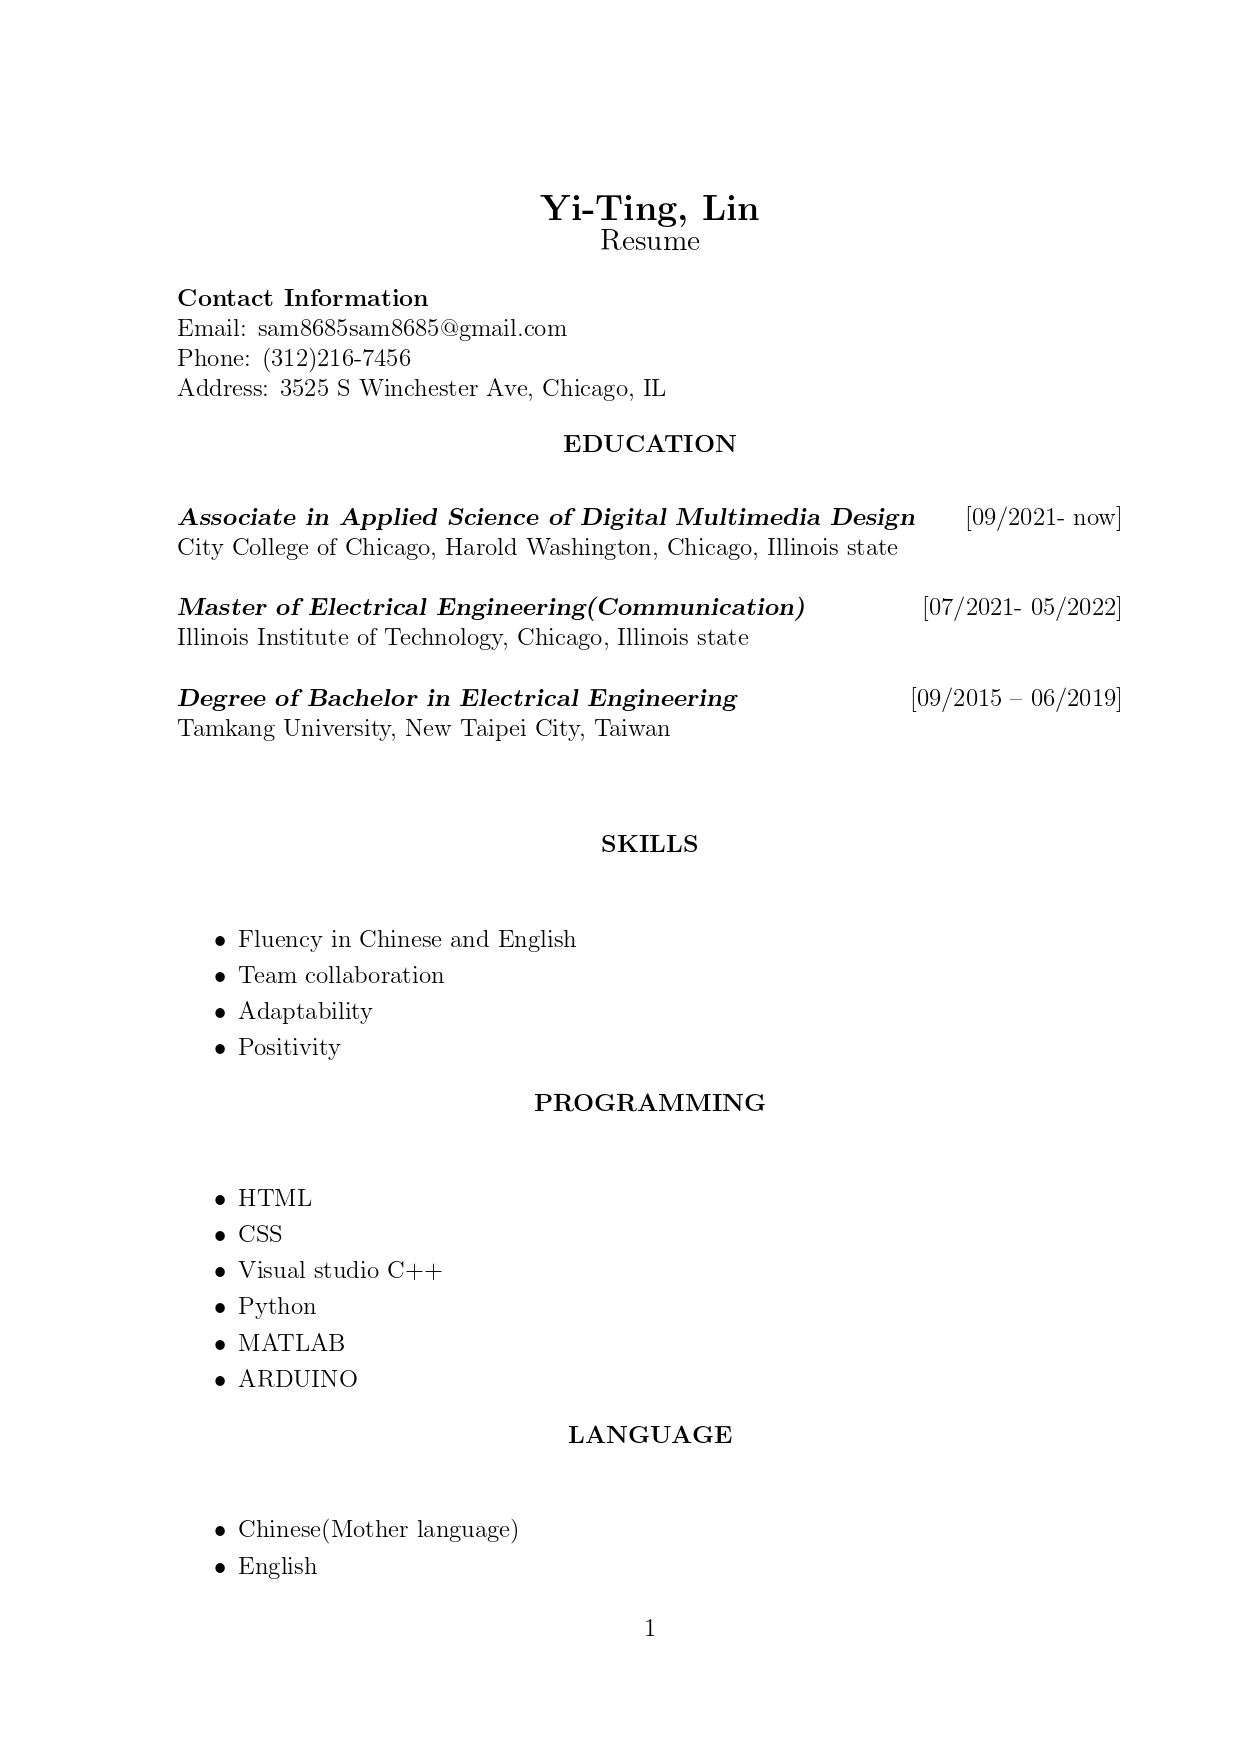 Yi-Ting, Lin
Resume
Contact Information
Email: sam8685sam8685@gmail.com
Phone: (312)216-7456
Address: 3525 S Winchester Ave, Chicago, IL
EDUCATION
Associate in Applied Science of Digital Multimedia Design [09/2021- now]
City College of Chicago, Harold Washington, Chicago, Illinois state
Master of Electrical Engineering(Communication) [07/2021- 05/2022]
Illinois Institute of Technology, Chicago, Illinois state
Degree of Bachelor in Electrical Engineering [09/2015 – 06/2019]
Tamkang University, New Taipei City, Taiwan
SKILLS
• Fluency in Chinese and English
• Team collaboration
• Adaptability
• Positivity
PROGRAMMING
• HTML
• CSS
• Visual studio C++
• Python
• MATLAB
• ARDUINO
LANGUAGE
• Chinese(Mother language)
• English
1